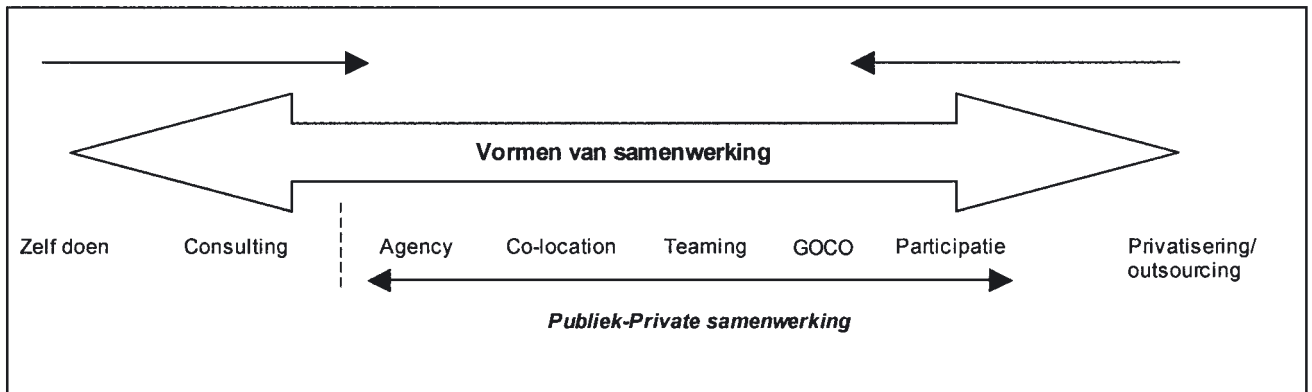 Vormen van samenwerking
Zelf doen Consulting Agency Co-location Teaming GOCO Participatie Privatisering/
outsourcing
Publiek-Private samenwerking